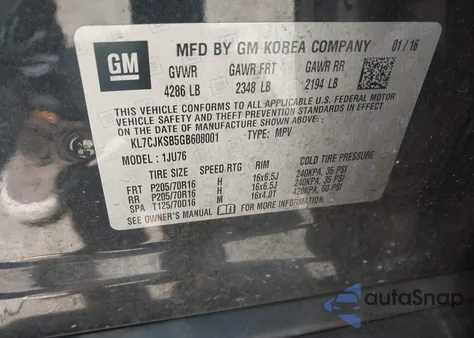 GM
MFD BY GM KOREA COMPANY 01/16
GVWR GAWR FRT GAWR RR
4286 LB 2348 LB 2194 LB
THIS VEHICLE CONFORMS TO ALL APPLICABLE U.S. FEDERAL MOTOR
VEHICLE SAFETY AND THEFT PREVENTION STANDARDS IN EFFECT
ON THE DATE OF MANUFACTURE SHOWN ABOVE.
KL7CJKSB5GB608001 TYPE: MPV
MODEL: 1JU76
TIRE SIZE SPEED RTG RIM COLD TIRE PRESSURE
FRT P205/70R16 H 16x6.5J 240KPA, 35 PSI
RR P205/70R16 H 16x6.5J 240KPA, 35 PSI
SPA T125/70D16 M 16x4.0T 420KPA, 60 PSI
SEE OWNER'S MANUAL FOR MORE INFORMATION.
autoSnap